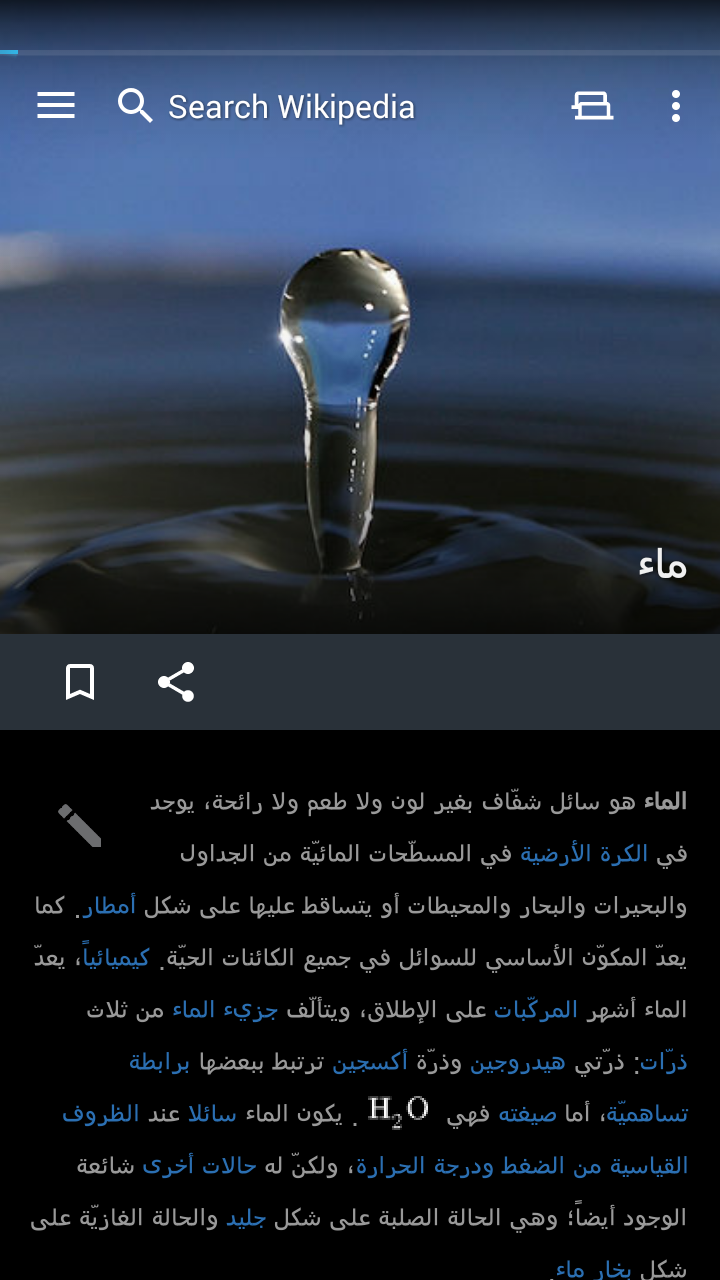 Search Wikipedia
ماء
الماء هو سائل شفّاف بغير لون ولا طعم ولا رائحة، يوجد
في الكرة الأرضية في المسطّحات المائيّة من الجداول
والبحيرات والبحار والمحيطات أو يتساقط عليها على شكل أمطار. كما
يعدّ المكوّن الأساسي للسوائل في جميع الكائنات الحيّة. كيميائياً، يعدّ
الماء أشهر المركّبات على الإطلاق، ويتألّف جزيء الماء من ثلاث
ذرّات: ذرّتي هيدروجين وذرّة أكسجين ترتبط ببعضها برابطة
تساهميّة، أما صيغته فهي H₂O . يكون الماء سائلا عند الظروف
القياسية من الضغط ودرجة الحرارة، ولكنّ له حالات أخرى شائعة
الوجود أيضاً؛ وهي الحالة الصلبة على شكل جليد والحالة الغازيّة على
شكل بخار ماء.